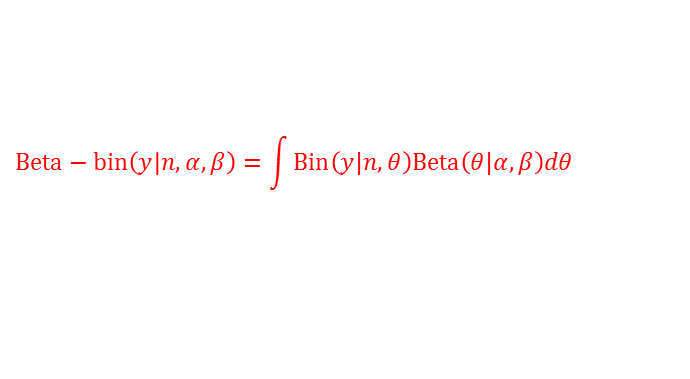 Beta − bin(y|n, α, β) = ∫ Bin(y|n, θ)Beta(θ|α, β)dθ